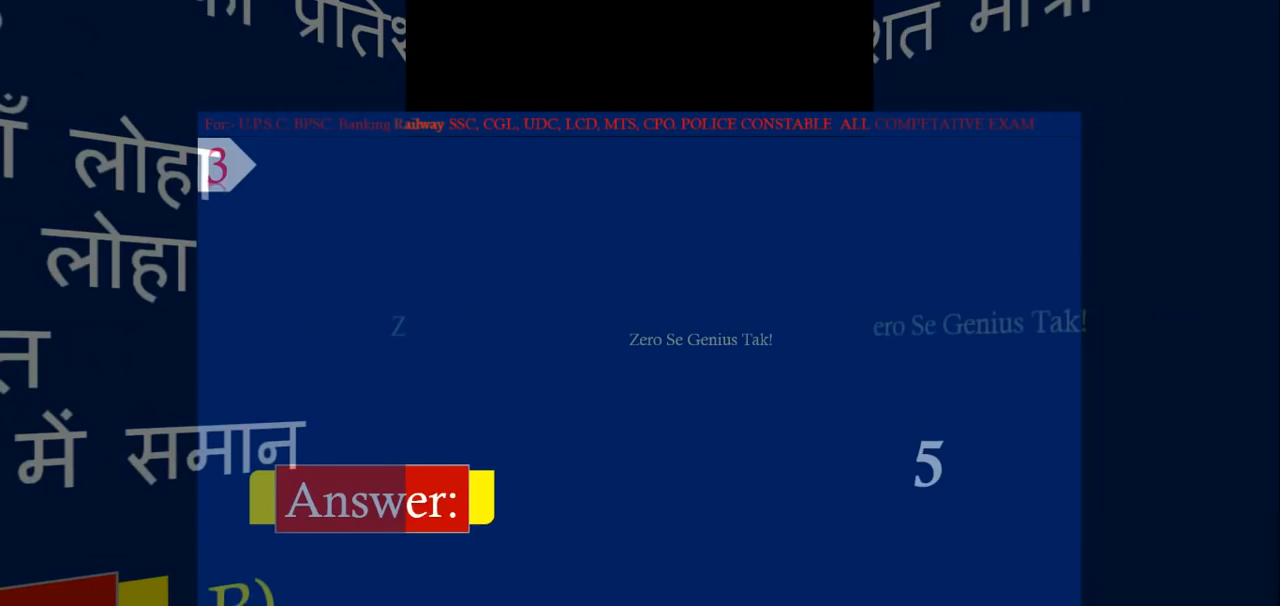 का प्रतिश
शत मात्रा
For:- U.P.S.C. BPSC. Banking Railway SSC, CGL, UDC, LCD, MTS, CPO. POLICE CONSTABLE ALL COMPETATIVE EXAM
3
लोहा
लोहा
Z
ero Se Genius Tak!
Zero Se Genius Tak!
त
में समान
5
Answer:
B)